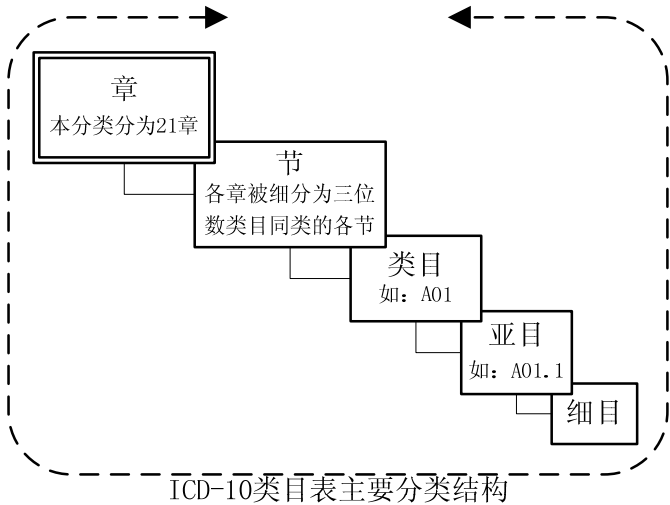 章
本分类分为21章
节
各章被细分为三位
数类目同类的各节
类目
如：A01
亚目
如：A01.1
细目
ICD-10类目表主要分类结构